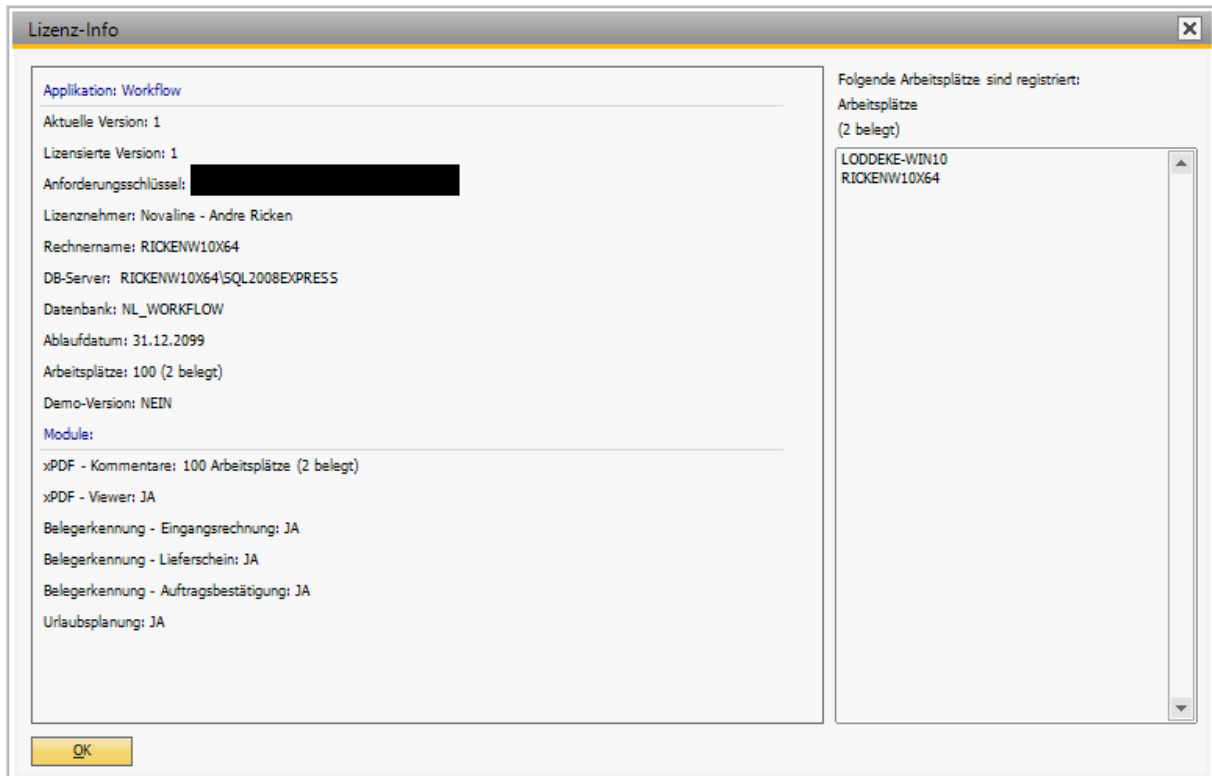 Lizenz-Info
Applikation: Workflow
Aktuelle Version: 1
Lizensierte Version: 1
Anforderungsschlüssel:
Lizenznehmer: Novaline - Andre Ricken
Rechnername: RICKENW10X64
DB-Server: RICKENW10X64\SQL2008EXPRESS
Datenbank: NL_WORKFLOW
Ablaufdatum: 31.12.2099
Arbeitsplätze: 100 (2 belegt)
Demo-Version: NEIN
Module:
xPDF - Kommentare: 100 Arbeitsplätze (2 belegt)
xPDF - Viewer: JA
Belegerkennung - Eingangsrechnung: JA
Belegerkennung - Lieferschein: JA
Belegerkennung - Auftragsbestätigung: JA
Urlaubsplanung: JA
Folgende Arbeitsplätze sind registriert:
Arbeitsplätze
(2 belegt)
LODDEKE-WIN10
RICKENW10X64
OK